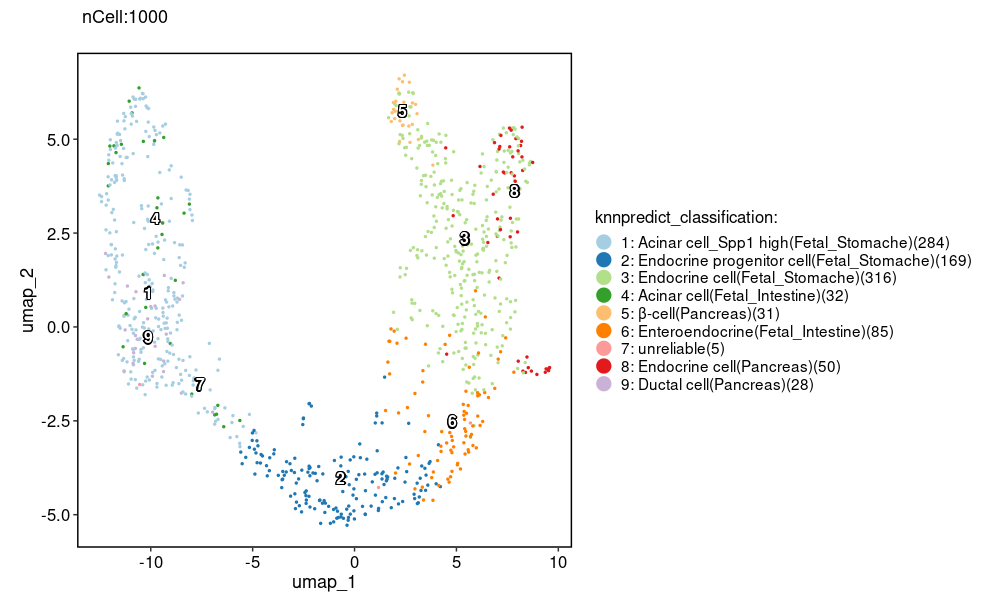 nCell:1000
5.0
2.5
0.0
-2.5
-5.0
umap_2
-10
-5
0
5
10
umap_1
5
8
4
3
1
9
7
6
2
knnpredict_classification:
1: Acinar cell_Spp1 high(Fetal_Stomache)(284)
2: Endocrine progenitor cell(Fetal_Stomache)(169)
3: Endocrine cell(Fetal_Stomache)(316)
4: Acinar cell(Fetal_Intestine)(32)
5: β-cell(Pancreas)(31)
6: Enteroendocrine(Fetal_Intestine)(85)
7: unreliable(5)
8: Endocrine cell(Pancreas)(50)
9: Ductal cell(Pancreas)(28)